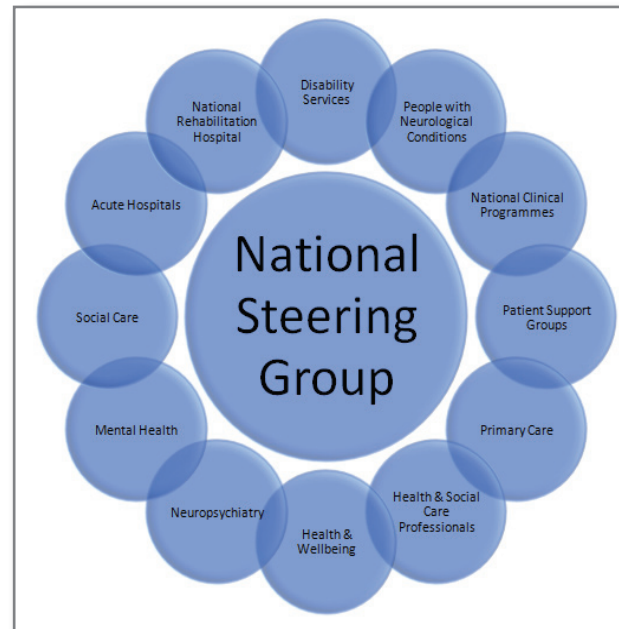 Disability
Services
People with
Neurological
Conditions
National Clinical
Programmes
Patient Support
Groups
Primary Care
Health & Social
Care
Professionals
Health &
Wellbeing
Neuropsychiatry
Mental Health
Social Care
Acute Hospitals
National
Rehabilitation
Hospital
National
Steering
Group